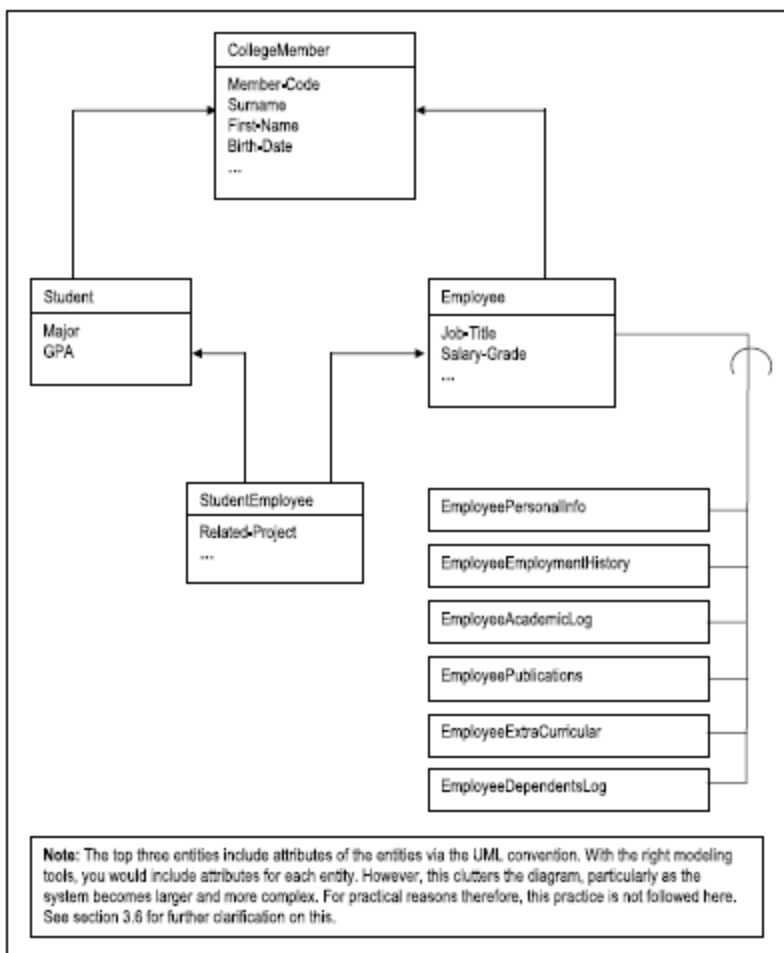 CollegeMember
Member-Code
Surname
First-Name
Birth-Date
...
Student
Major
GPA
Employee
Job-Title
Salary-Grade
...
StudentEmployee
Related-Project
...
EmployeePersonalInfo
EmployeeEmploymentHistory
EmployeeAcademicLog
EmployeePublications
EmployeeExtraCurricular
EmployeeDependentsLog
Note: The top three entities include attributes of the entities via the UML convention. With the right modeling
tools, you would include attributes for each entity. However, this clutters the diagram, particularly as the
system becomes larger and more complex. For practical reasons therefore, this practice is not followed here.
See section 3.6 for further clarification on this.